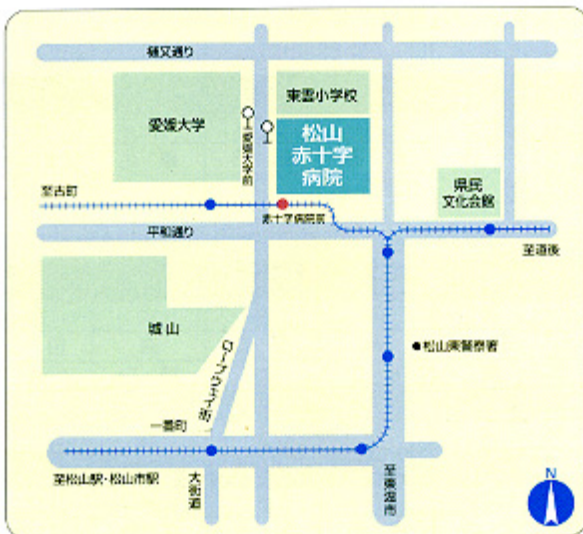 樋又通り
東雲小学校
愛媛大学
愛媛大学前
松山
赤十字
病院
県民
文化会館
至古町
赤十字病院前
平和通り
至道後
城山
ロープウェイ街
松山東警察署
一番町
至松山駅・松山市駅
大街道
至東温市
N